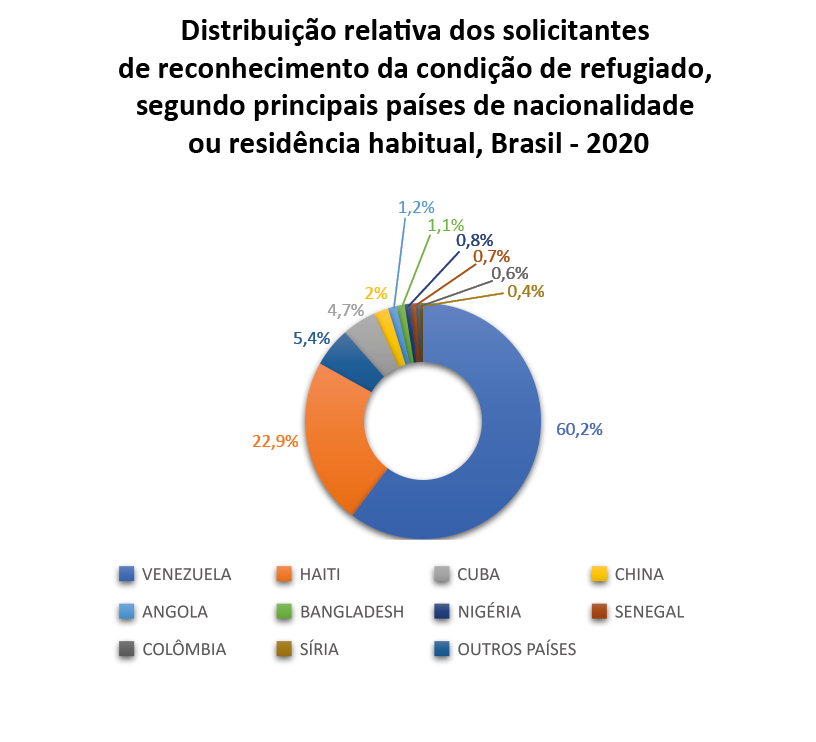 Distribuição relativa dos solicitantes
de reconhecimento da condição de refugiado,
segundo principais países de nacionalidade
ou residência habitual, Brasil - 2020
1,2%
1,1%
0,8%
0,7%
0,6%
0,4%
2%
4,7%
5,4%
22,9%
60,2%
VENEZUELA HAITI CUBA CHINA
ANGOLA BANGLADESH NIGÉRIA SENEGAL
COLÔMBIA SÍRIA OUTROS PAÍSES